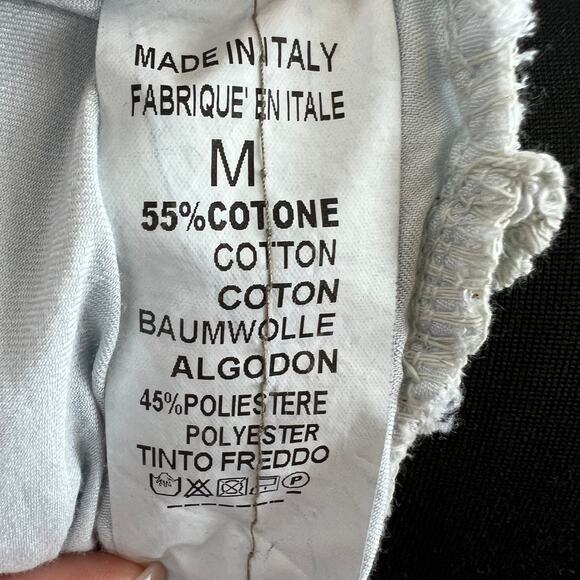 MADE IN ITALY
FABRIQUE' EN ITALE
M
55%COTONE
COTTON
COTON
BAUMWOLLE
ALGODON
45%POLIESTERE
POLYESTER
TINTO FREDDO
P